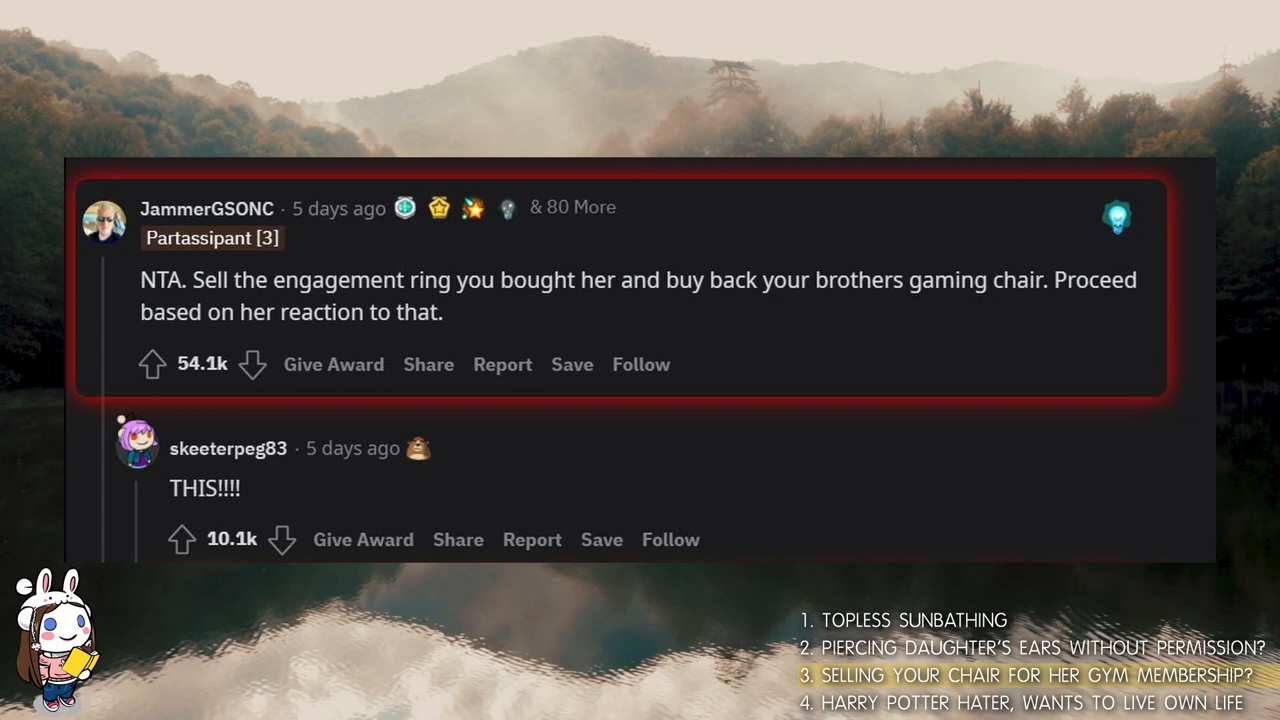 JammerGSONC · 5 days ago & 80 More
Partassipant [3]
NTA. Sell the engagement ring you bought her and buy back your brothers gaming chair. Proceed
based on her reaction to that.
54.1k Give Award Share Report Save Follow
skeeterpeg83 · 5 days ago
THIS!!!!
10.1k Give Award Share Report Save Follow
1. TOPLESS SUNBATHING
2. PIERCING DAUGHTER'S EARS WITHOUT PERMISSION?
3. SELLING YOUR CHAIR FOR HER GYM MEMBERSHIP?
4. HARRY POTTER HATER, WANTS TO LIVE OWN LIFE